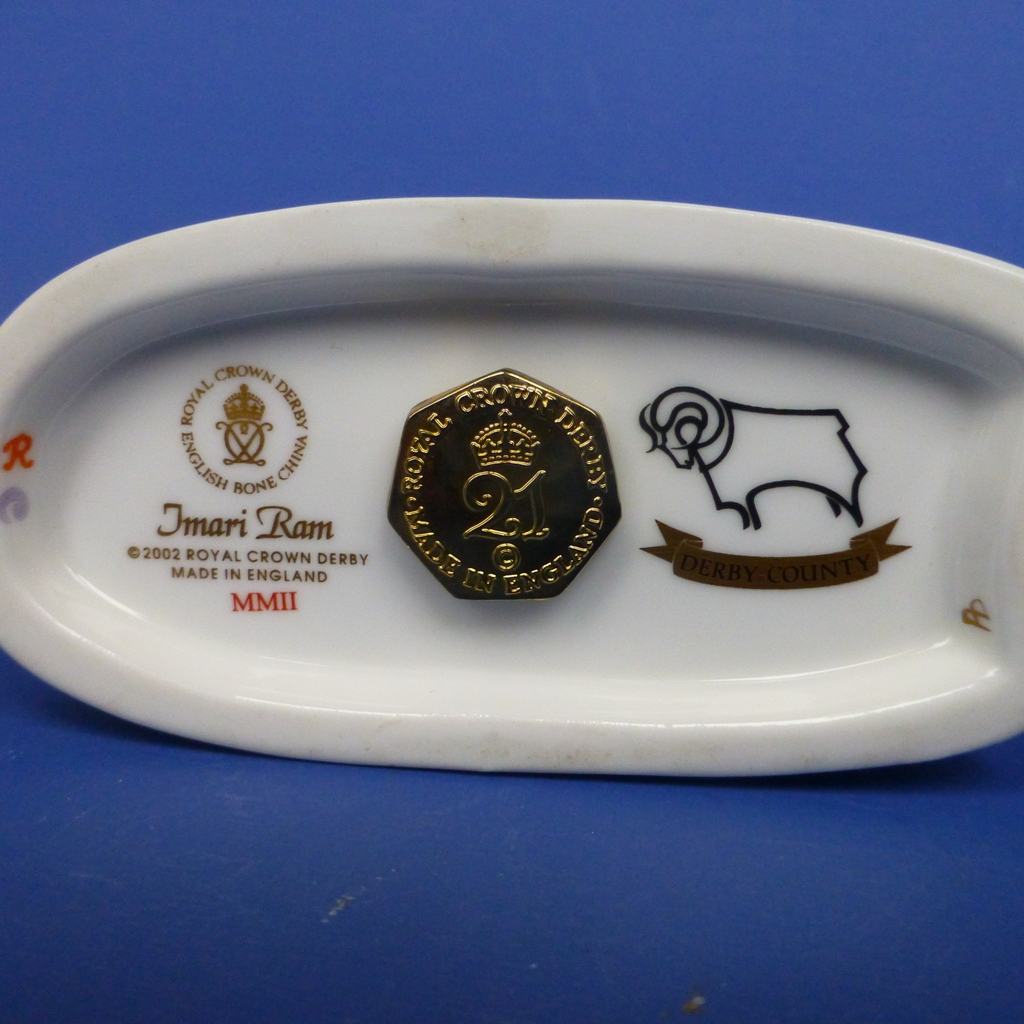 R
ROYAL CROWN DERBY
ENGLISH BONE CHINA
Imari Ram
© 2002 ROYAL CROWN DERBY
MADE IN ENGLAND
MMII
ROYAL CROWN DERBY
21
©
MADE IN ENGLAND
DERBY COUNTY